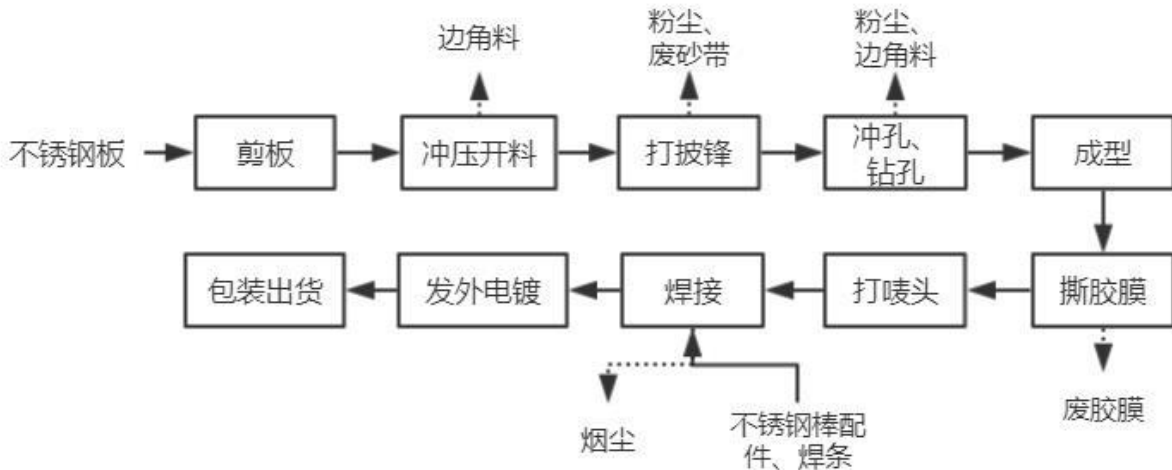 边角料
粉尘、
废砂带
粉尘、
边角料
不锈钢板
剪板
冲压开料
打披锋
冲孔、
钻孔
成型
包装出货
发外电镀
焊接
打唛头
撕胶膜
烟尘
不锈钢棒配
件、焊条
废胶膜